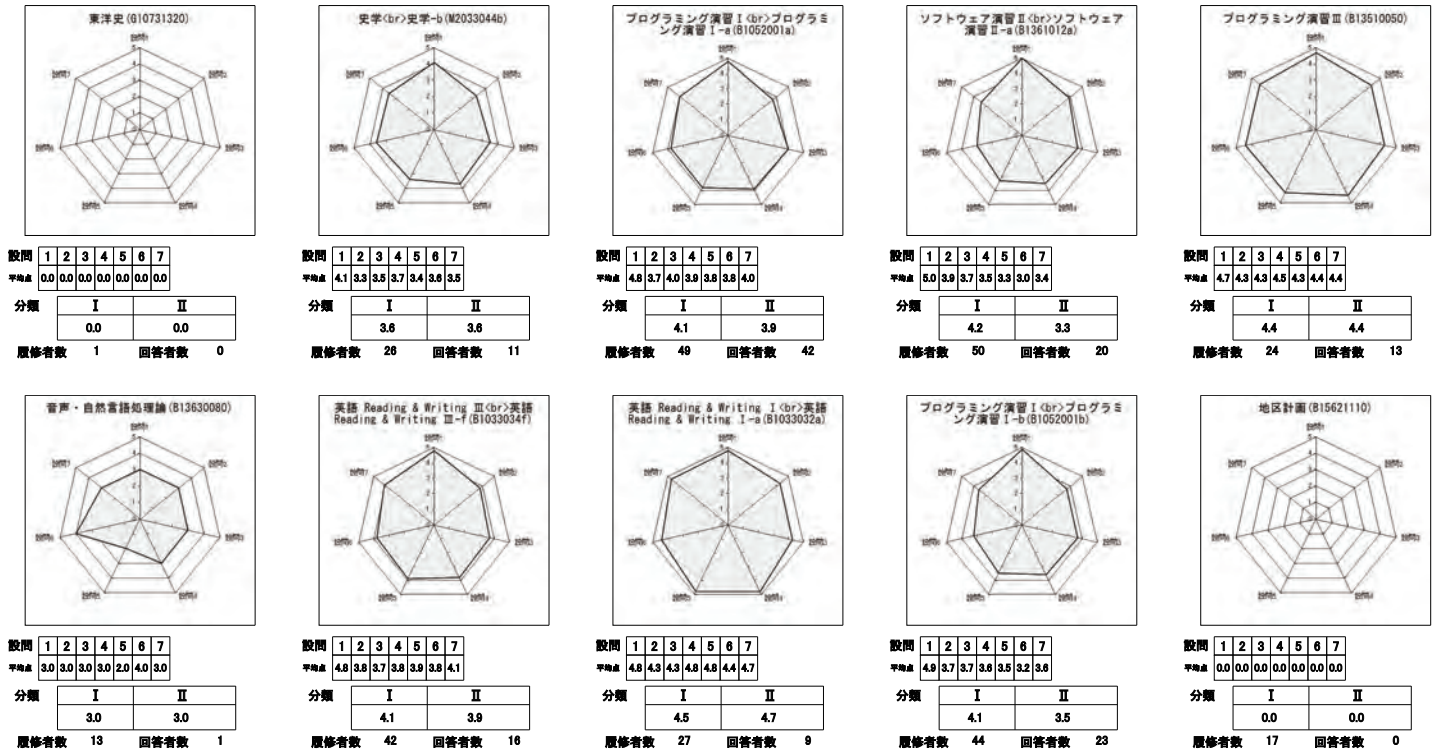 東洋史(G10731320)
設問 1 2 3 4 5 6 7
平均点 0.0 0.0 0.0 0.0 0.0 0.0 0.0
分類 Ⅰ Ⅱ
0.0 0.0
履修者数 1 回答者数 0
史学<br>史学-b(M2033044b)
設問 1 2 3 4 5 6 7
平均点 4.1 3.3 3.5 3.7 3.4 3.6 3.5
分類 Ⅰ Ⅱ
3.6 3.6
履修者数 26 回答者数 11
プログラミング演習Ⅰ<br>プログラミ
ング演習Ⅰ-a(B1052001a)
設問 1 2 3 4 5 6 7
平均点 4.8 3.7 4.0 3.9 3.8 3.8 4.0
分類 Ⅰ Ⅱ
4.1 3.9
履修者数 49 回答者数 42
ソフトウェア演習Ⅱ<br>ソフトウェア
演習Ⅱ-a(B1361012a)
設問 1 2 3 4 5 6 7
平均点 5.0 3.9 3.7 3.5 3.3 3.0 3.4
分類 Ⅰ Ⅱ
4.2 3.3
履修者数 50 回答者数 20
プログラミング演習Ⅲ(B13510050)
設問 1 2 3 4 5 6 7
平均点 4.7 4.3 4.3 4.5 4.3 4.4 4.4
分類 Ⅰ Ⅱ
4.4 4.4
履修者数 24 回答者数 13
音声・自然言語処理論(B13630080)
設問 1 2 3 4 5 6 7
平均点 3.0 3.0 3.0 3.0 2.0 4.0 3.0
分類 Ⅰ Ⅱ
3.0 3.0
履修者数 13 回答者数 1
英語 Reading & Writing Ⅲ<br>英語
Reading & Writing Ⅲ-f(B1033034f)
設問 1 2 3 4 5 6 7
平均点 4.8 3.8 3.7 3.8 3.9 3.8 4.1
分類 Ⅰ Ⅱ
4.1 3.9
履修者数 42 回答者数 16
英語 Reading & Writing Ⅰ<br>英語
Reading & Writing Ⅰ-a(B1033032a)
設問 1 2 3 4 5 6 7
平均点 4.8 4.3 4.3 4.8 4.8 4.4 4.7
分類 Ⅰ Ⅱ
4.5 4.7
履修者数 27 回答者数 9
プログラミング演習Ⅰ<br>プログラミ
ング演習Ⅰ-b(B1052001b)
設問 1 2 3 4 5 6 7
平均点 4.9 3.7 3.7 3.6 3.5 3.2 3.6
分類 Ⅰ Ⅱ
4.1 3.5
履修者数 44 回答者数 23
地区計画(B15621110)
設問 1 2 3 4 5 6 7
平均点 0.0 0.0 0.0 0.0 0.0 0.0 0.0
分類 Ⅰ Ⅱ
0.0 0.0
履修者数 17 回答者数 0